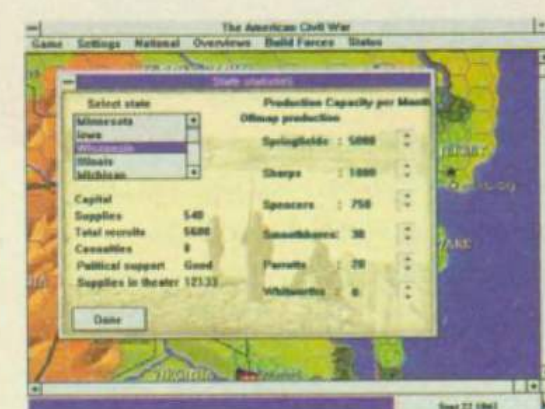 The American Civil War
Game Settings National Overviews Build Forces Status
State statistics
Select state
Minnesota
Iowa
Wisconsin
Illinois
Michigan
Production Capacity per Month
Offmap production
Springfields : 5000
Sharps : 1000
Spencers : 750
Smoothbores: 30
Parrotts : 20
Whitworths : 0
Capital
Supplies 540
Total recruits 5600
Casualties 0
Political support Good
Supplies in theater 12133
Done